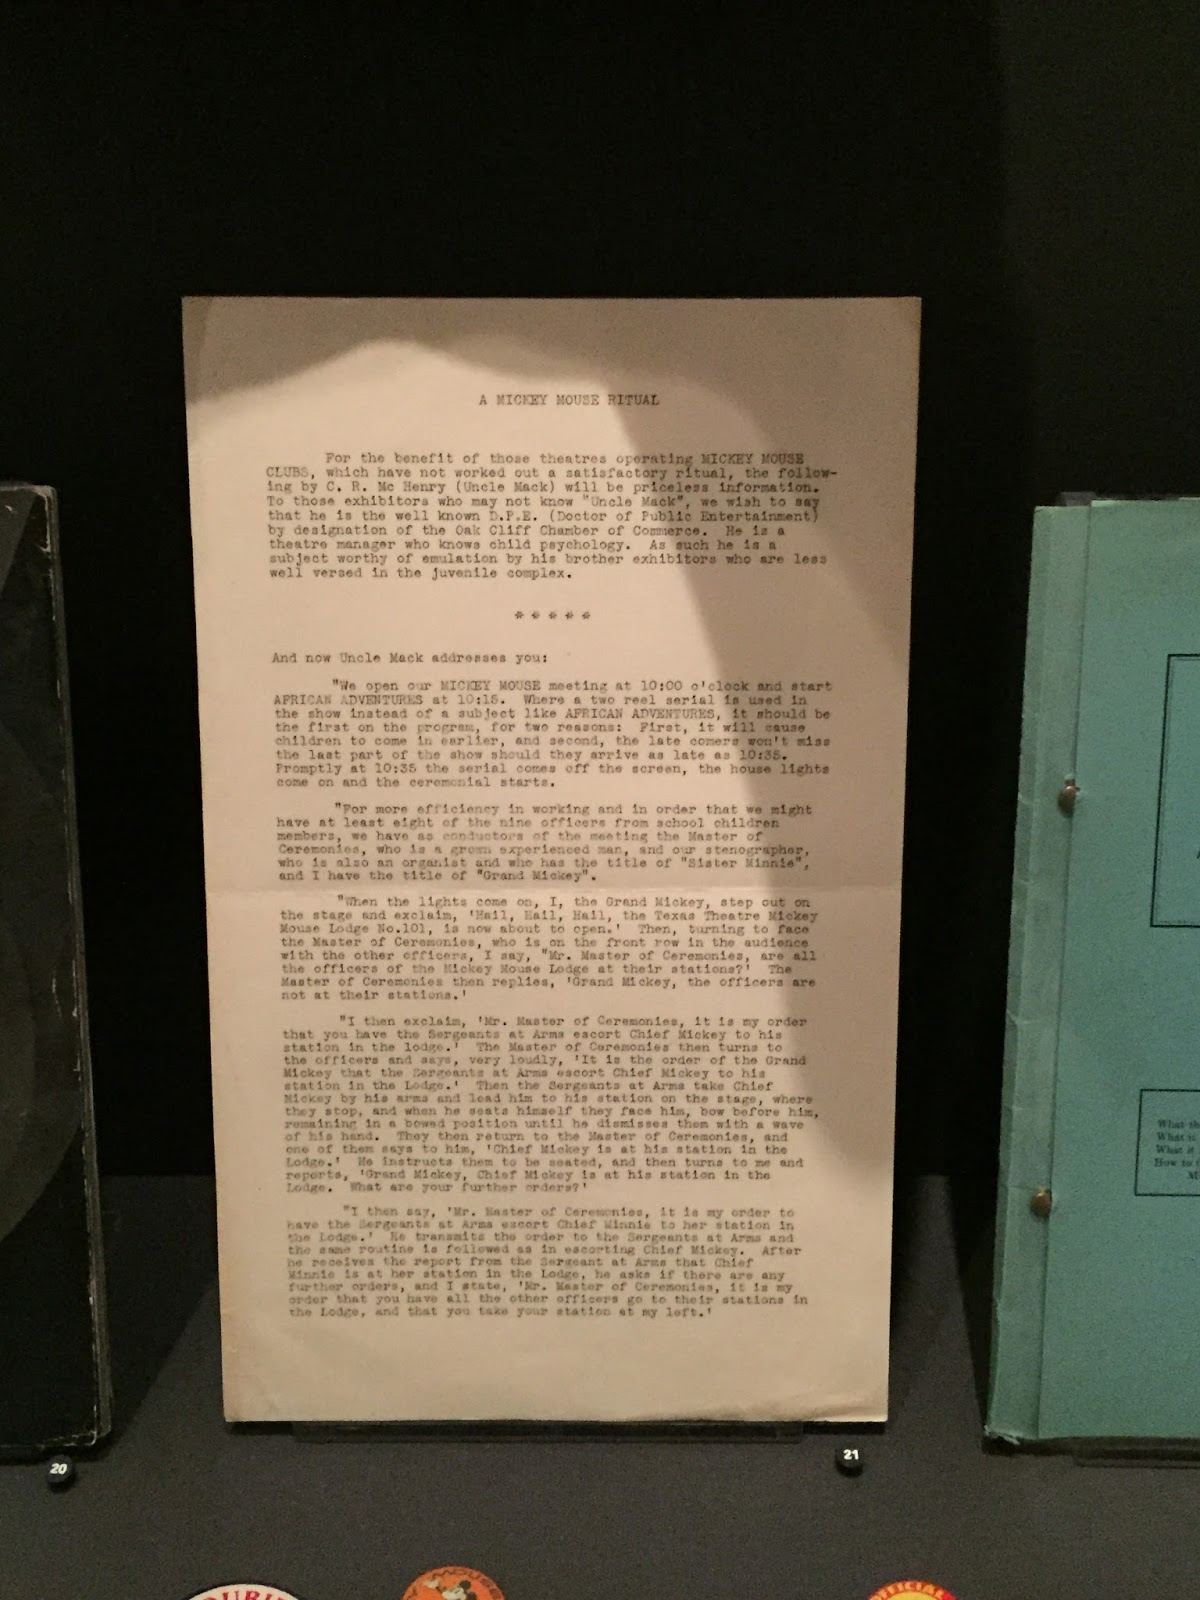 A MICKEY MOUSE RITUAL
For the benefit of those theatres operating MICKEY MOUSE
CLUBS, which have not worked out a satisfactory ritual, the follow-
ing by C. R. Mc Henry (Uncle Mack) will be priceless information.
To those exhibitors who may not know "Uncle Mack", we wish to say
that he is the well known D.P.E. (Doctor of Public Entertainment)
by designation of the Oak Cliff Chamber of Commerce. He is a
theatre manager who knows child psychology. As such he is a
subject worthy of emulation by his brother exhibitors who are less
well versed in the juvenile complex.
* * * * *
And now Uncle Mack addresses you:
"We open our MICKEY MOUSE meeting at 10:00 o'clock and start
AFRICAN ADVENTURES at 10:15. Where a two reel serial is used in
the show instead of a subject like AFRICAN ADVENTURES, it should be
the first on the program, for two reasons: First, it will cause
children to come in earlier, and second, the late comers won't miss
the last part of the show should they arrive as late as 10:35.
Promptly at 10:35 the serial comes off the screen, the house lights
come on and the ceremonial starts.
"For more efficiency in working and in order that we might
have at least eight of the nine officers from school children
members, we have as conductors of the meeting the Master of
Ceremonies, who is a grown experienced man, and our stenographer,
who is also an organist and who has the title of "Sister Minnie",
and I have the title of "Grand Mickey".
"When the lights come on, I, the Grand Mickey, step out on
the stage and exclaim, 'Hail, Hail, Hail, the Texas Theatre Mickey
Mouse Lodge No.101, is now about to open.' Then, turning to face
the Master of Ceremonies, who is on the front row in the audience
with the other officers, I say, "Mr. Master of Ceremonies, are all
the officers of the Mickey Mouse Lodge at their stations?' The
Master of Ceremonies then replies, 'Grand Mickey, the officers are
not at their stations.'
"I then exclaim, 'Mr. Master of Ceremonies, it is my order
that you have the Sergeants at Arms escort Chief Mickey to his
station in the lodge.' The Master of Ceremonies then turns to
the officers and says, very loudly, 'It is the order of the Grand
Mickey that the Sergeants at Arms escort Chief Mickey to his
station in the Lodge.' Then the Sergeants at Arms take Chief
Mickey by his arms and lead him to his station on the stage, where
they stop, and when he seats himself they face him, bow before him,
remaining in a bowed position until he dismisses them with a wave
of his hand. They then return to the Master of Ceremonies, and
one of them says to him, 'Chief Mickey is at his station in the
Lodge.' He instructs them to be seated, and then turns to me and
reports, 'Grand Mickey, Chief Mickey is at his station in the
Lodge. What are your further orders?'
"I then say, 'Mr. Master of Ceremonies, it is my order to
have the Sergeants at Arms escort Chief Minnie to her station in
the Lodge.' He transmits the order to the Sergeants at Arms and
the same routine is followed as in escorting Chief Mickey. After
he receives the report from the Sergeant at Arms that Chief
Minnie is at her station in the Lodge, he asks if there are any
further orders, and I state, 'Mr. Master of Ceremonies, it is my
order that you have all the other officers go to their stations in
the Lodge, and that you take your station at my left.'
What
What is
What it
How to
20
21
MOUSE
OFFICIAL